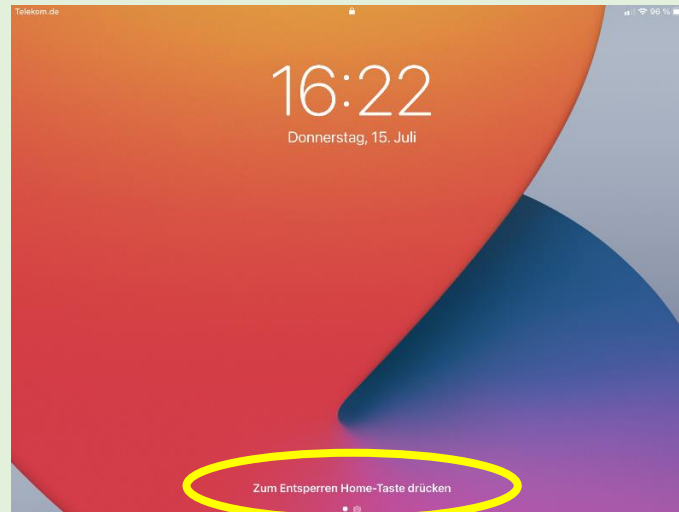 Telekom.de
96 %
16:22
Donnerstag, 15. Juli
Zum Entsperren Home-Taste drücken